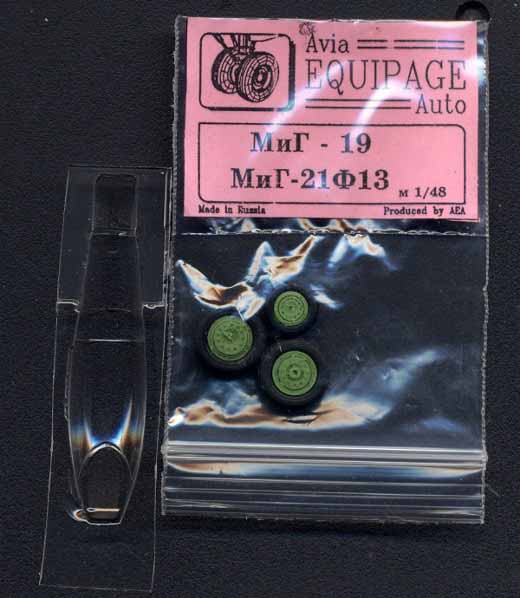 Avia
EQUIPAGE
Auto
МиГ - 19
МиГ-21Ф13 м 1/48
Made in Russia Produced by AEA